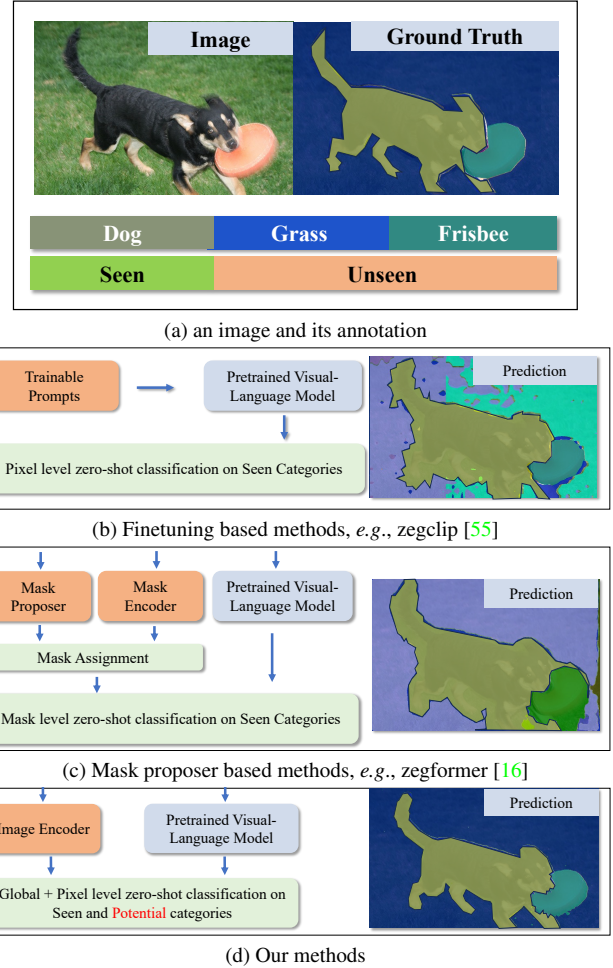 Image
Ground Truth
Dog
Grass
Frisbee
Seen
Unseen
(a) an image and its annotation
Trainable
Prompts
Pretrained Visual-
Language Model
Prediction
Pixel level zero-shot classification on Seen Categories
(b) Finetuning based methods, e.g., zegclip [55]
Mask
Proposer
Mask
Encoder
Pretrained Visual-
Language Model
Prediction
Mask Assignment
Mask level zero-shot classification on Seen Categories
(c) Mask proposer based methods, e.g., zegformer [16]
Image Encoder
Pretrained Visual-
Language Model
Prediction
Global + Pixel level zero-shot classification on
Seen and Potential categories
(d) Our methods